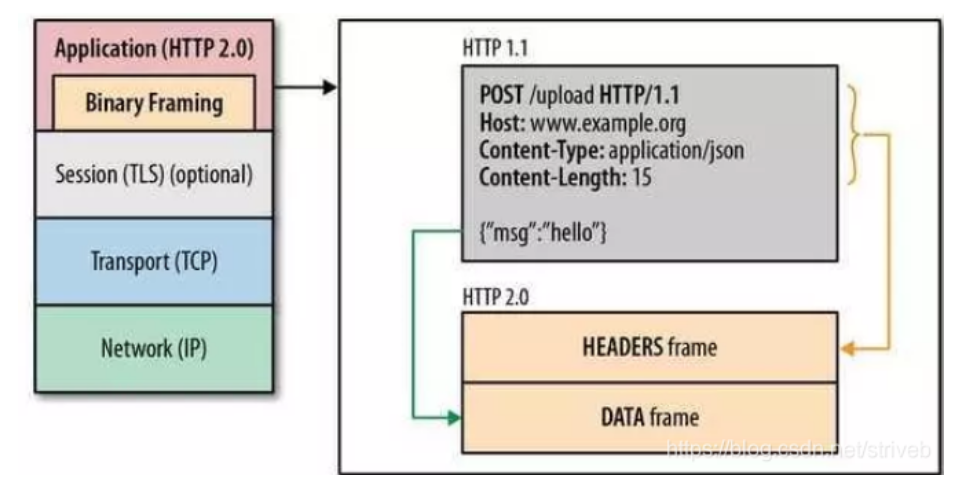 Application (HTTP 2.0)
Binary Framing
Session (TLS) (optional)
Transport (TCP)
Network (IP)
HTTP 1.1
POST /upload HTTP/1.1
Host: www.example.org
Content-Type: application/json
Content-Length: 15
{"msg":"hello"}
HTTP 2.0
HEADERS frame
DATA frame
https://blog.csdn.net/striveb